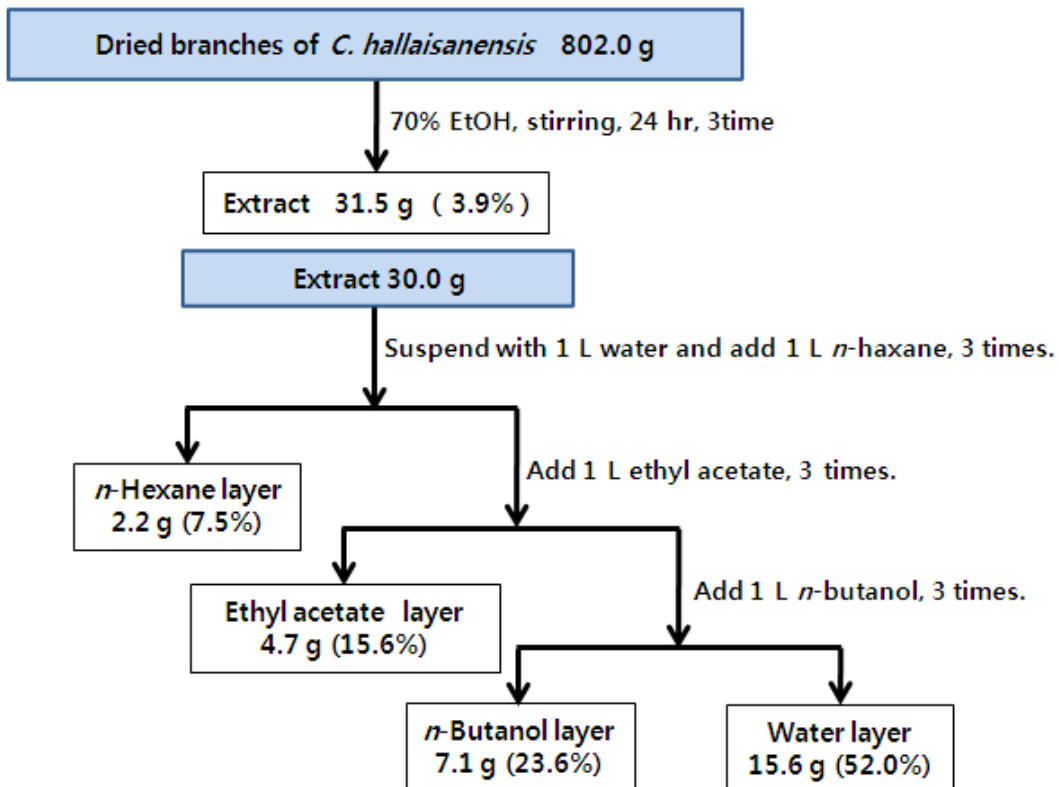 Dried branches of C. hallaisanensis 802.0 g
70% EtOH, stirring, 24 hr, 3time
Extract 31.5 g ( 3.9% )
Extract 30.0 g
Suspend with 1 L water and add 1 L n-haxane, 3 times.
n-Hexane layer
2.2 g (7.5%)
Add 1 L ethyl acetate, 3 times.
Ethyl acetate layer
4.7 g (15.6%)
Add 1 L n-butanol, 3 times.
n-Butanol layer
7.1 g (23.6%)
Water layer
15.6 g (52.0%)